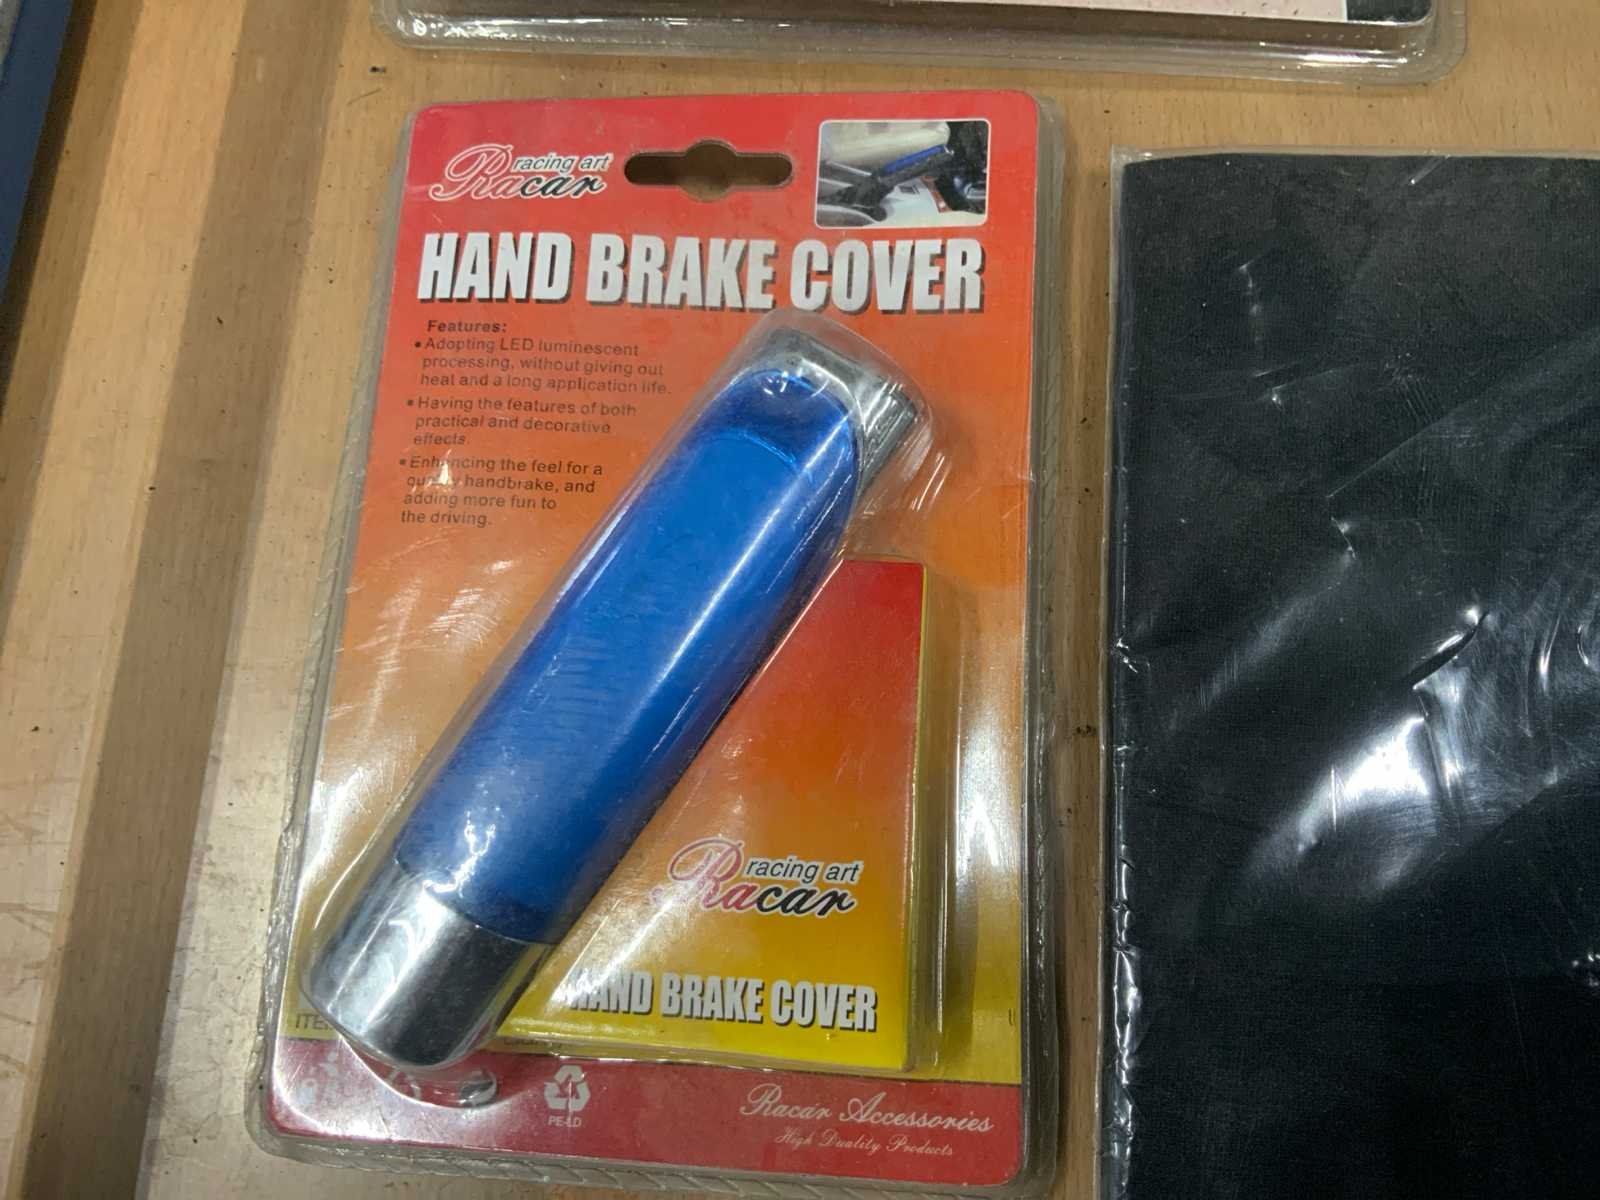 racing art
Racar
HAND BRAKE COVER
Features:
• Adopting LED luminescent
processing, without giving out
heat and a long application life.
• Having the features of both
practical and decorative
effects.
• Enhancing the feel for a
quality handbrake, and
adding more fun to
the driving.
racing art
Racar
HAND BRAKE COVER
PE-LD
Racar Accessories
High Quality Products